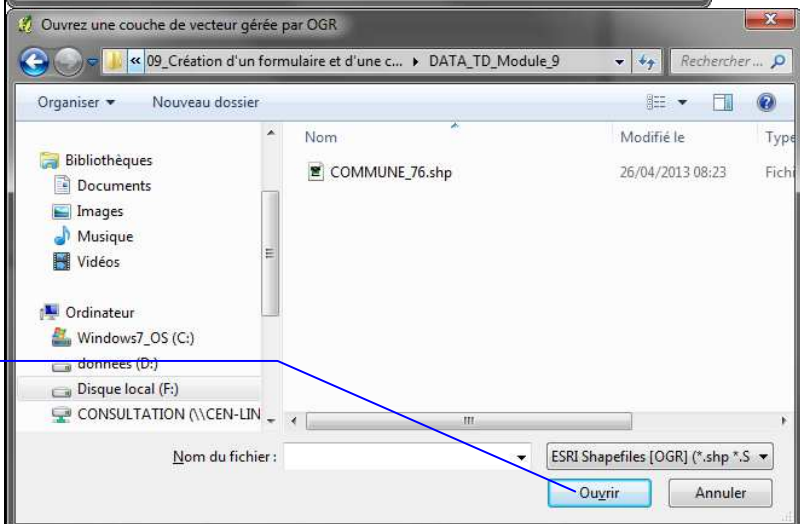 Ouvrez une couche de vecteur gérée par OGR
« 09_Création d'un formulaire et d'une c... ▸ DATA_TD_Module_9
Rechercher ...
Organiser ▾ Nouveau dossier
Nom Modifié le Type
Bibliothèques
Documents
Images
Musique
Vidéos
Ordinateur
Windows7_OS (C:)
données (D:)
Disque local (F:)
CONSULTATION (\\CEN-LIN
COMMUNE_76.shp 26/04/2013 08:23 Fichi
Nom du fichier :
ESRI Shapefiles [OGR] (*.shp *.S
Ouvrir Annuler